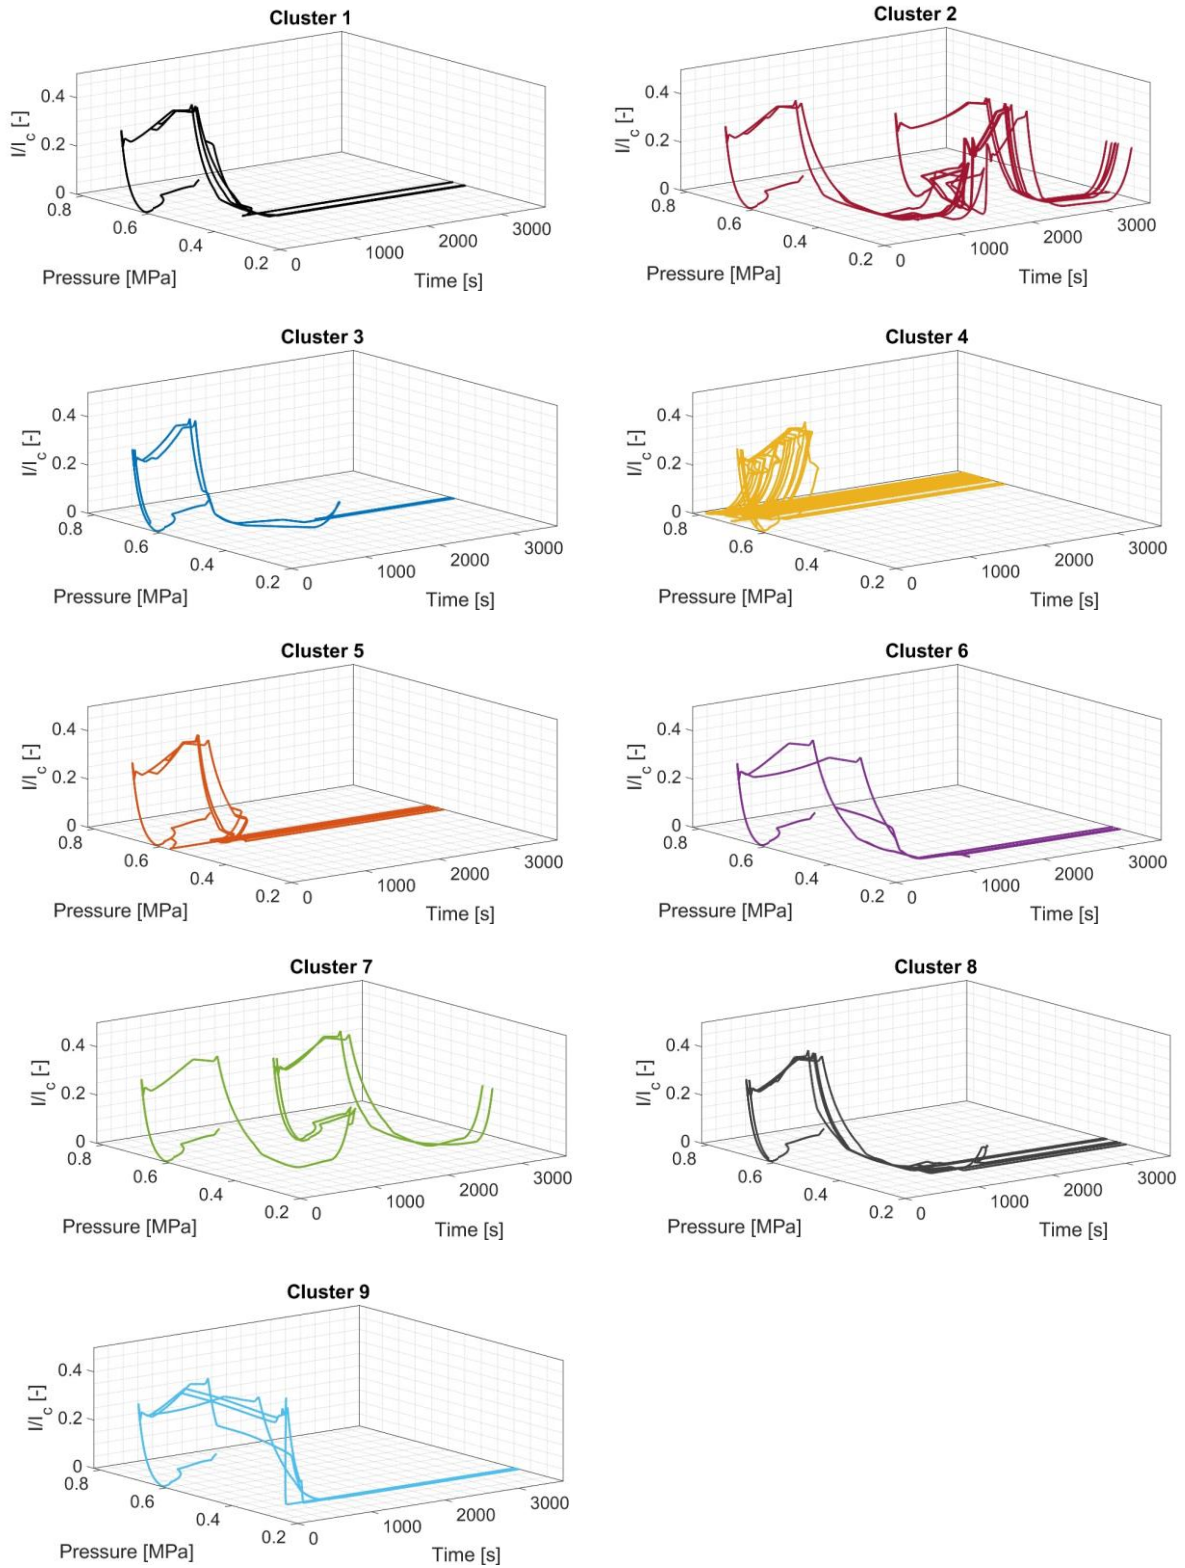 Cluster 1
I/I_c [-]
0.4
0.2
0
0.8
0.6
0.4
0.2
Pressure [MPa]
0
1000
2000
3000
Time [s]
Cluster 2
I/I_c [-]
0.4
0.2
0
0.8
0.6
0.4
0.2
Pressure [MPa]
0
1000
2000
3000
Time [s]
Cluster 3
I/I_c [-]
0.4
0.2
0
0.8
0.6
0.4
0.2
Pressure [MPa]
0
1000
2000
3000
Time [s]
Cluster 4
I/I_c [-]
0.4
0.2
0
0.8
0.6
0.4
0.2
Pressure [MPa]
0
1000
2000
3000
Time [s]
Cluster 5
I/I_c [-]
0.4
0.2
0
0.8
0.6
0.4
0.2
Pressure [MPa]
0
1000
2000
3000
Time [s]
Cluster 6
I/I_c [-]
0.4
0.2
0
0.8
0.6
0.4
0.2
Pressure [MPa]
0
1000
2000
3000
Time [s]
Cluster 7
I/I_c [-]
0.4
0.2
0
0.8
0.6
0.4
0.2
Pressure [MPa]
0
1000
2000
3000
Time [s]
Cluster 8
I/I_c [-]
0.4
0.2
0
0.8
0.6
0.4
0.2
Pressure [MPa]
0
1000
2000
3000
Time [s]
Cluster 9
I/I_c [-]
0.4
0.2
0
0.8
0.6
0.4
0.2
Pressure [MPa]
0
1000
2000
3000
Time [s]